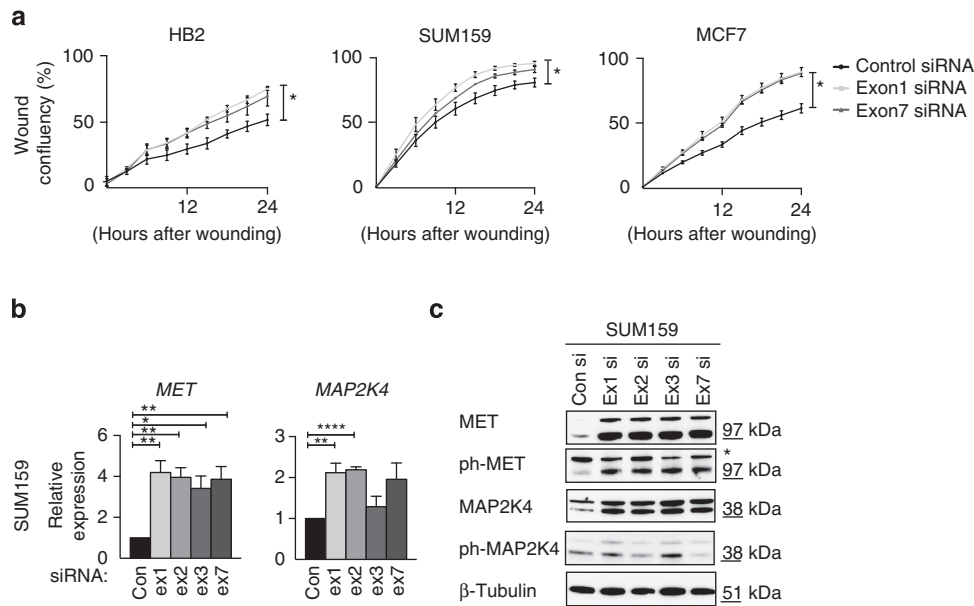 a
HB2
SUM159
MCF7
Wound
confluency (%)
100
50
0
12
24
(Hours after wounding)
100
50
0
12
24
(Hours after wounding)
100
50
0
12
24
(Hours after wounding)
*
*
*
Control siRNA
Exon1 siRNA
Exon7 siRNA
b
SUM159
Relative
expression
MET
**
*
**
**
6
4
2
0
MAP2K4
****
**
3
2
1
0
siRNA:
Con
ex1
ex2
ex3
ex7
Con
ex1
ex2
ex3
ex7
c
SUM159
Con si
Ex1 si
Ex2 si
Ex3 si
Ex7 si
MET
97 kDa
ph-MET
*
97 kDa
MAP2K4
38 kDa
ph-MAP2K4
38 kDa
β-Tubulin
51 kDa